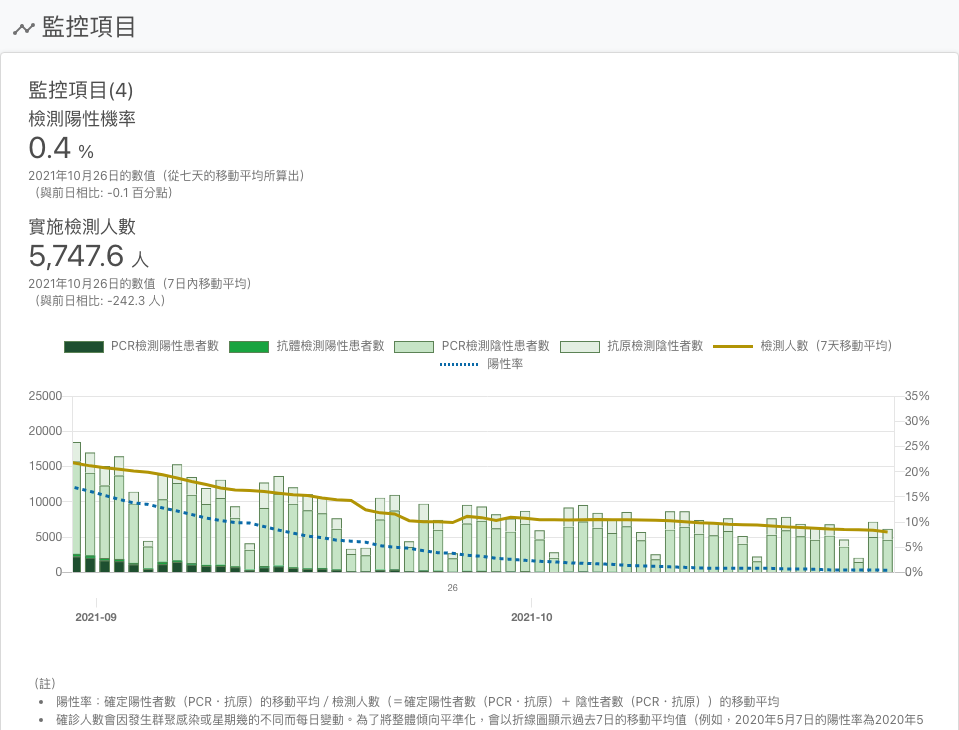 監控項目
監控項目(4)
檢測陽性機率
0.4 %
2021年10月26日的數值（從七天的移動平均所算出）
（與前日相比: -0.1 百分點）
實施檢測人數
5,747.6 人
2021年10月26日的數值（7日內移動平均）
（與前日相比: -242.3 人）
PCR檢測陽性患者數 抗體檢測陽性患者數 PCR檢測陰性患者數 抗原檢測陰性者數 檢測人數（7天移動平均）
陽性率
25000 35%
30%
20000
25%
15000 20%
15%
10000
10%
5000 5%
0 0%
26
2021-09 2021-10
（註）
• 陽性率：確定陽性者數（PCR・抗原）的移動平均 / 檢測人數（＝確定陽性者數（PCR・抗原）＋ 陰性者數（PCR・抗原））的移動平均
• 確診人數會因發生群聚感染或星期幾的不同而每日變動。為了將整體傾向平準化，會以折線圖顯示過去7日的移動平均值（例如，2020年5月7日的陽性率為2020年5